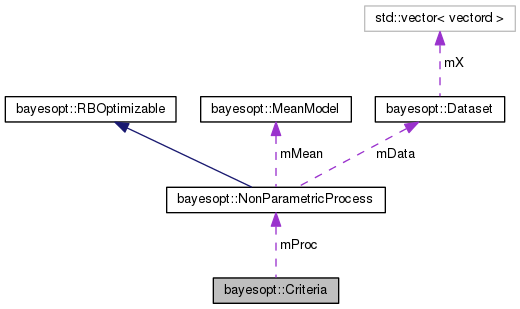 std::vector< vectord >
mX
bayesopt::RBOptimizable
bayesopt::MeanModel
bayesopt::Dataset
mMean
mData
bayesopt::NonParametricProcess
mProc
bayesopt::Criteria